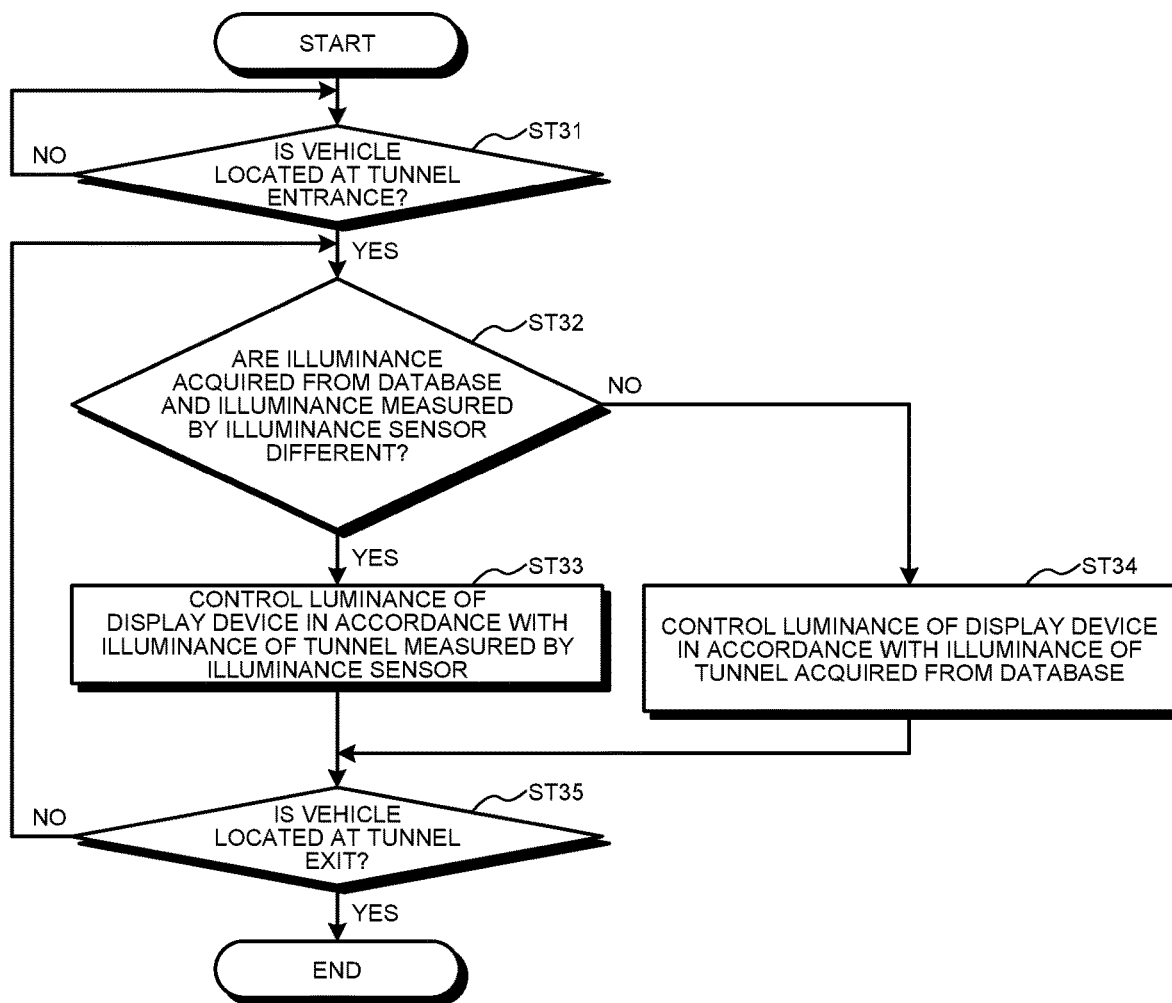 START
ST31
NO
IS VEHICLE
LOCATED AT TUNNEL
ENTRANCE?
YES
ST32
ARE ILLUMINANCE
ACQUIRED FROM DATABASE
AND ILLUMINANCE MEASURED
BY ILLUMINANCE SENSOR
DIFFERENT?
NO
YES
ST33
CONTROL LUMINANCE OF
DISPLAY DEVICE IN ACCORDANCE WITH
ILLUMINANCE OF TUNNEL MEASURED BY
ILLUMINANCE SENSOR
ST34
CONTROL LUMINANCE OF DISPLAY DEVICE
IN ACCORDANCE WITH ILLUMINANCE OF
TUNNEL ACQUIRED FROM DATABASE
ST35
NO
IS VEHICLE
LOCATED AT TUNNEL
EXIT?
YES
END